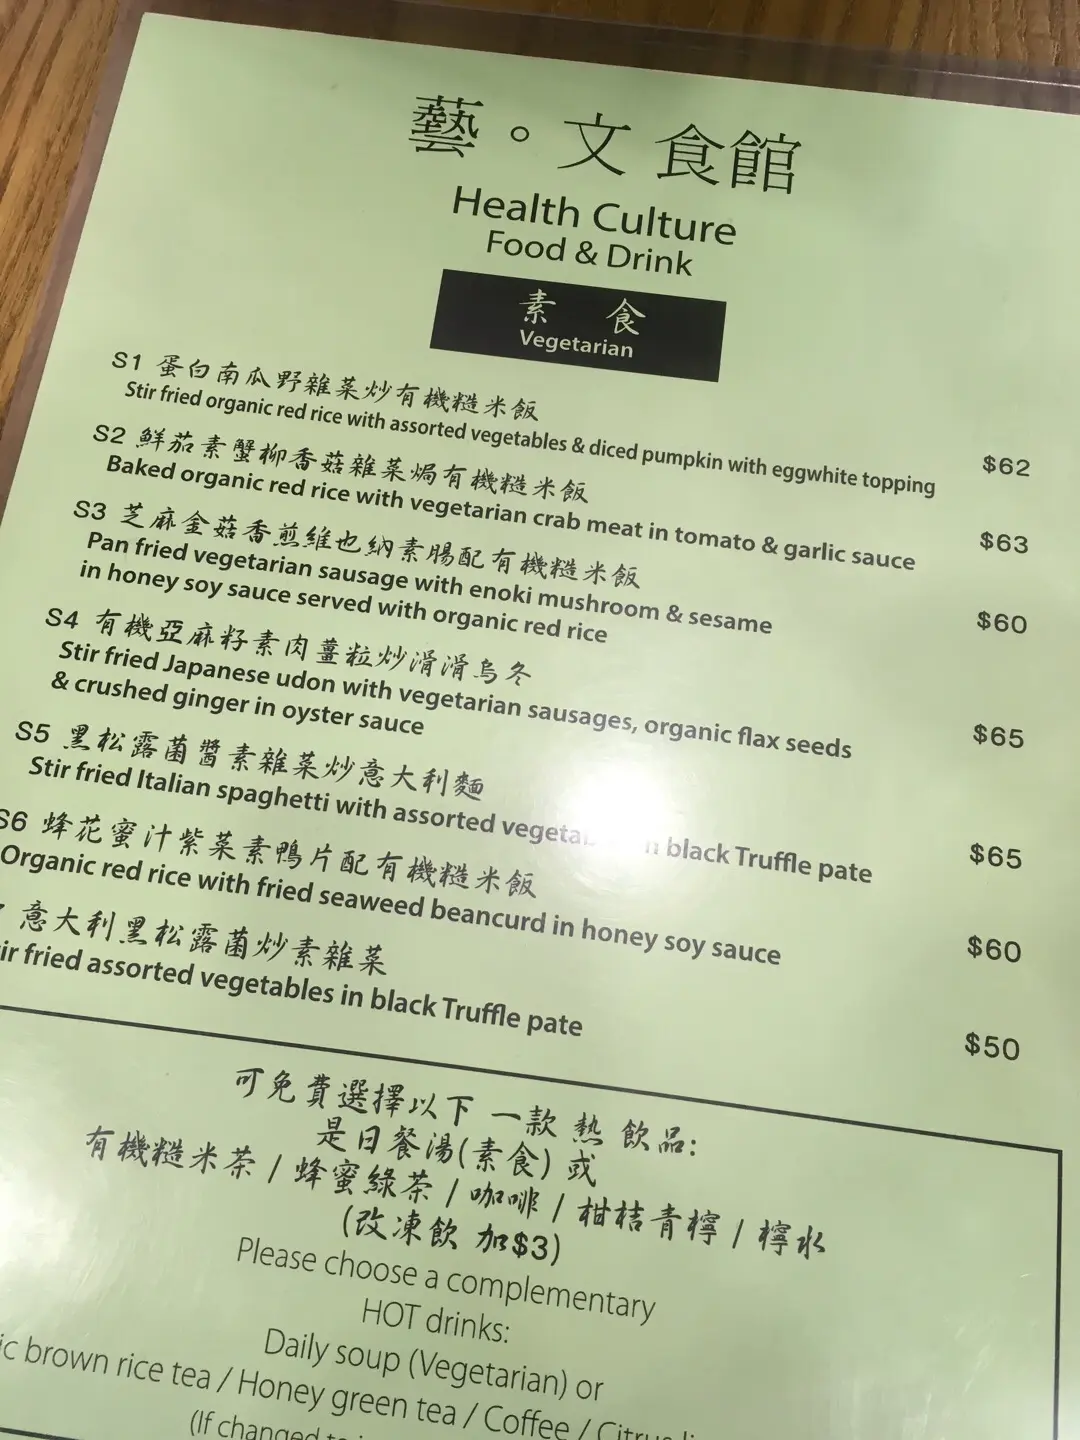 藝。文食館
Health Culture
Food & Drink
素 食
Vegetarian
S1 蛋白南瓜野雜菜炒有機糙米飯
Stir fried organic red rice with assorted vegetables & diced pumpkin with eggwhite topping $62
S2 鮮茄素蟹柳香菇雜菜焗有機糙米飯
Baked organic red rice with vegetarian crab meat in tomato & garlic sauce $63
S3 芝麻金菇香煎維也納素腸配有機糙米飯
Pan fried vegetarian sausage with enoki mushroom & sesame
in honey soy sauce served with organic red rice $60
S4 有機亞麻籽素肉薑粒炒滑滑烏冬
Stir fried Japanese udon with vegetarian sausages, organic flax seeds
& crushed ginger in oyster sauce $65
S5 黑松露菌醬素雜菜炒意大利麵
Stir fried Italian spaghetti with assorted black Truffle pate $65
S6 蜂花蜜汁紫菜素鴨片配有機糙米飯
Organic red rice with fried seaweed beancurd in honey soy sauce $60
意大利黑松露菌炒素雜菜
fried assorted vegetables in black Truffle pate $50
可免費選擇以下 一款 熱 飲品:
是日餐湯(素食) 或
有機糙米茶 / 蜂蜜綠茶 / 咖啡 / 柑桔青檸 / 檸水
(改凍飲 加$3)
Please choose a complementary
HOT drinks:
Daily soup (Vegetarian) or
brown rice tea / Honey green tea / Coffee /
(If changed